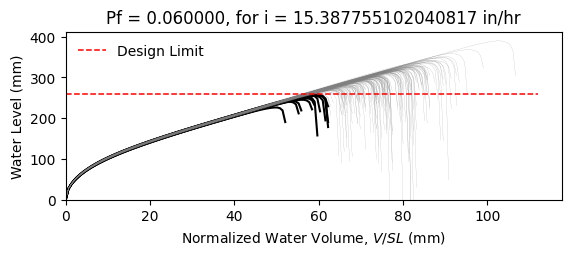 Pf = 0.060000, for i = 15.387755102040817 in/hr
400
300
200
100
0
Water Level (mm)
Design Limit
0 20 40 60 80 100
Normalized Water Volume, V/SL (mm)